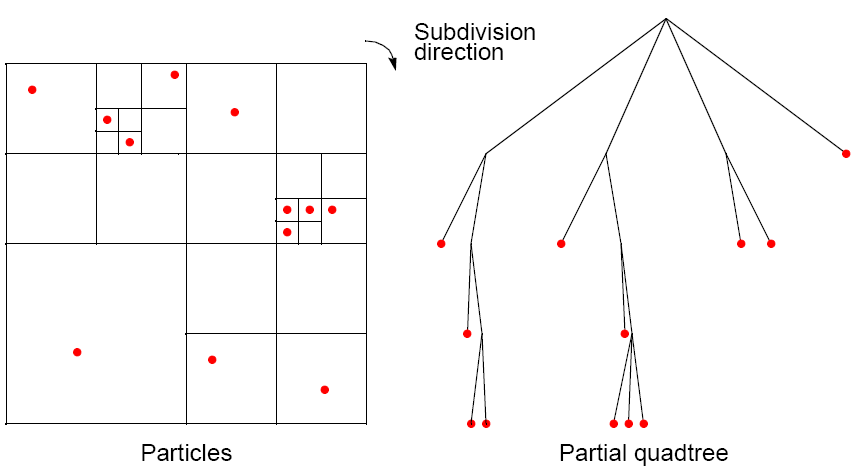 Subdivision
direction
Particles
Partial quadtree